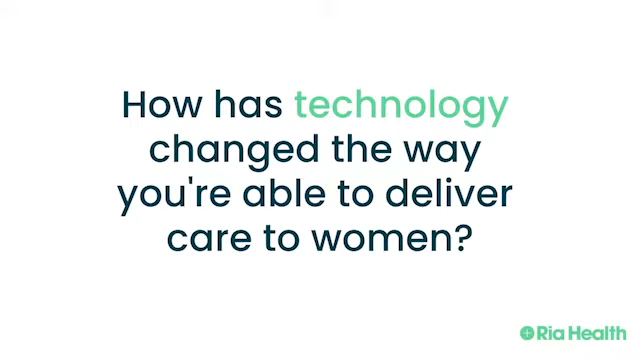 How has technology
changed the way
you're able to deliver
care to women?
Ria Health